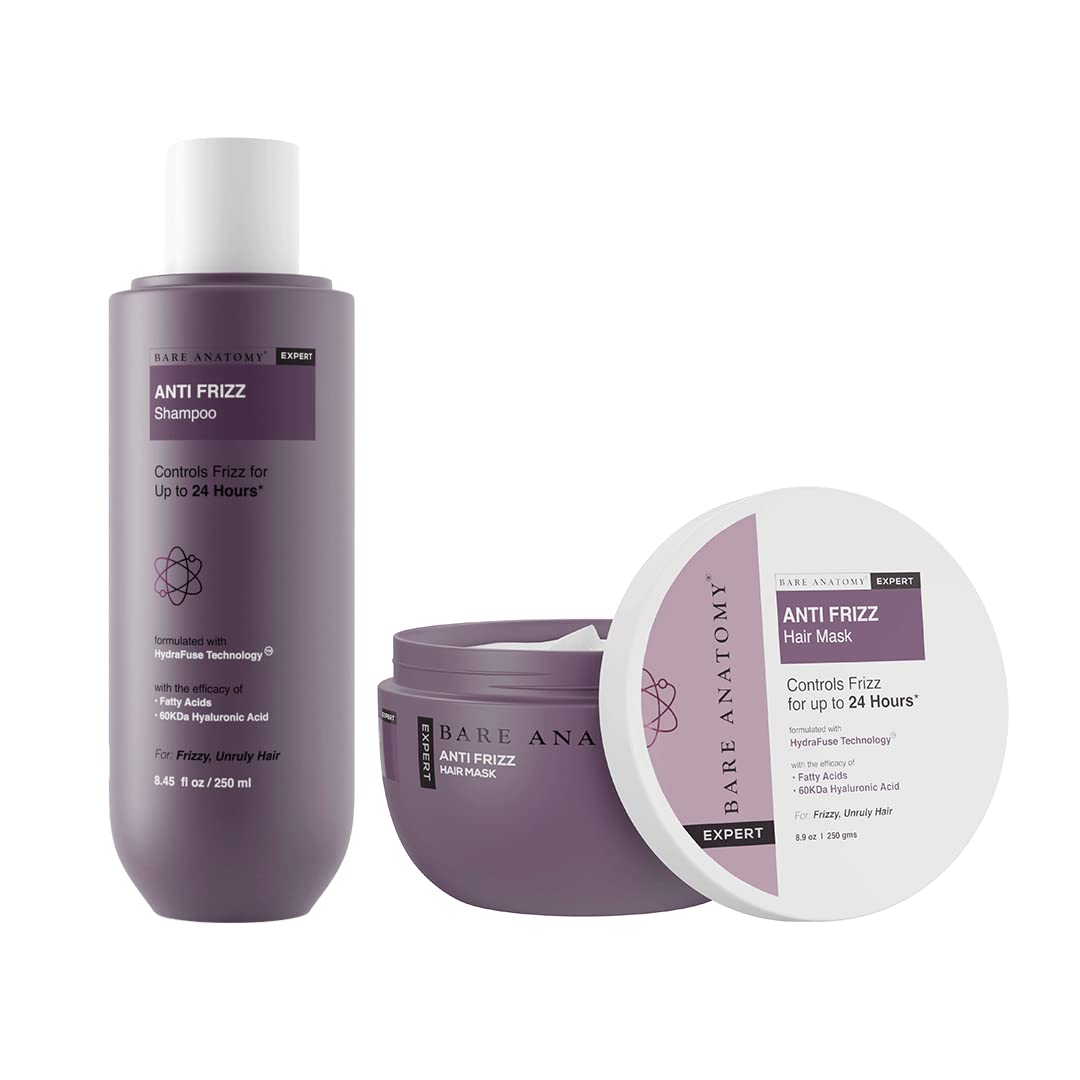 BARE ANATOMY® EXPERT
ANTI FRIZZ
Shampoo
Controls Frizz for
Up to 24 Hours*
formulated with
HydraFuse Technology™
with the efficacy of
• Fatty Acids
• 60KDa Hyaluronic Acid
For: Frizzy, Unruly Hair
8.45 fl oz / 250 ml
EXPERT
EXPERT
BARE ANA
ANTI FRIZZ
HAIR MASK
BARE ANATOMY®
EXPERT
BARE ANATOMY® EXPERT
ANTI FRIZZ
Hair Mask
Controls Frizz
for up to 24 Hours*
formulated with
HydraFuse Technology™
with the efficacy of
• Fatty Acids
• 60KDa Hyaluronic Acid
For: Frizzy, Unruly Hair
8.9 oz | 250 gms